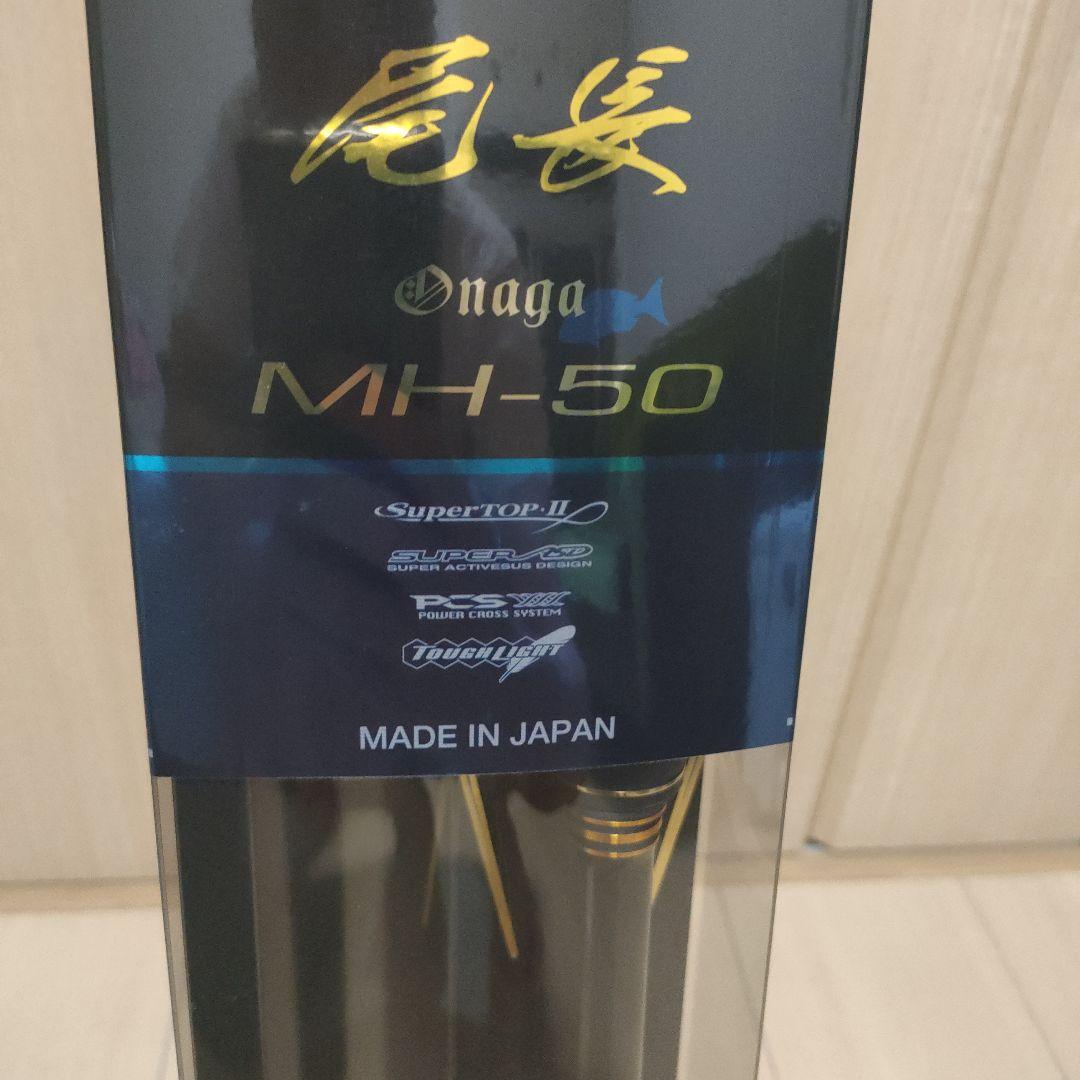 尾長
Onaga
MH-50
SuperTOP·II
SUPER
SUPER ACTIVESUS DESIGN
PCS
POWER CROSS SYSTEM
TOUGHLIGHT
MADE IN JAPAN